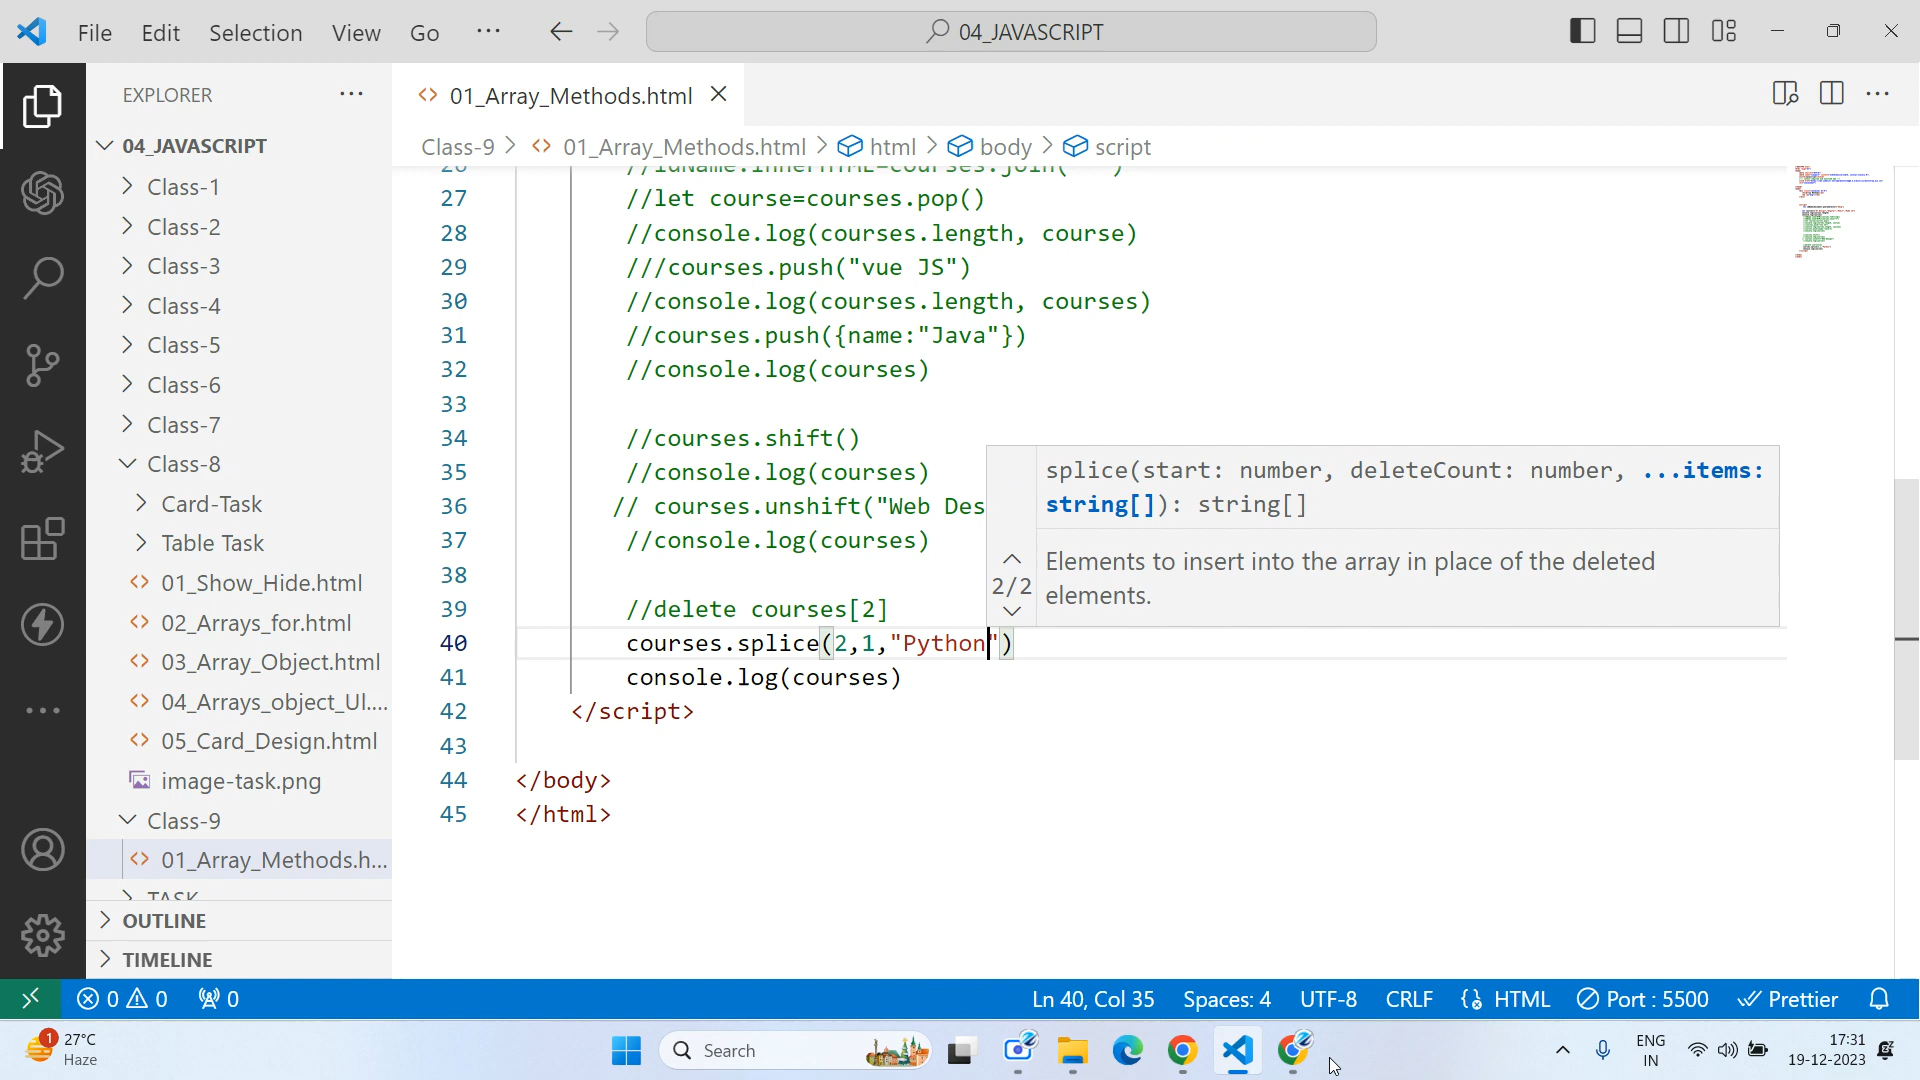 File Edit Selection View Go ··· 04_JAVASCRIPT
EXPLORER ···
04_JAVASCRIPT
Class-1
Class-2
Class-3
Class-4
Class-5
Class-6
Class-7
Class-8
Card-Task
Table Task
01_Show_Hide.html
02_Arrays_for.html
03_Array_Object.html
04_Arrays_object_Ul....
05_Card_Design.html
image-task.png
Class-9
01_Array_Methods.h...
TASK
OUTLINE
TIMELINE
01_Array_Methods.html
Class-9 > 01_Array_Methods.html > html > body > script
27 //let course=courses.pop()
28 //console.log(courses.length, course)
29 ///courses.push("vue JS")
30 //console.log(courses.length, courses)
31 //courses.push({name:"Java"})
32 //console.log(courses)
33
34 //courses.shift()
35 //console.log(courses)
36 // courses.unshift("Web Des
37 //console.log(courses)
38
39 //delete courses[2]
40 courses.splice(2,1,"Python")
41 console.log(courses)
42 </script>
43
44 </body>
45 </html>
splice(start: number, deleteCount: number, ...items:
string[]): string[]
2/2
Elements to insert into the array in place of the deleted
elements.
0 0 0 Ln 40, Col 35 Spaces: 4 UTF-8 CRLF HTML Port : 5500 Prettier
1 27°C
Haze
Search
ENG
IN
17:31
19-12-2023